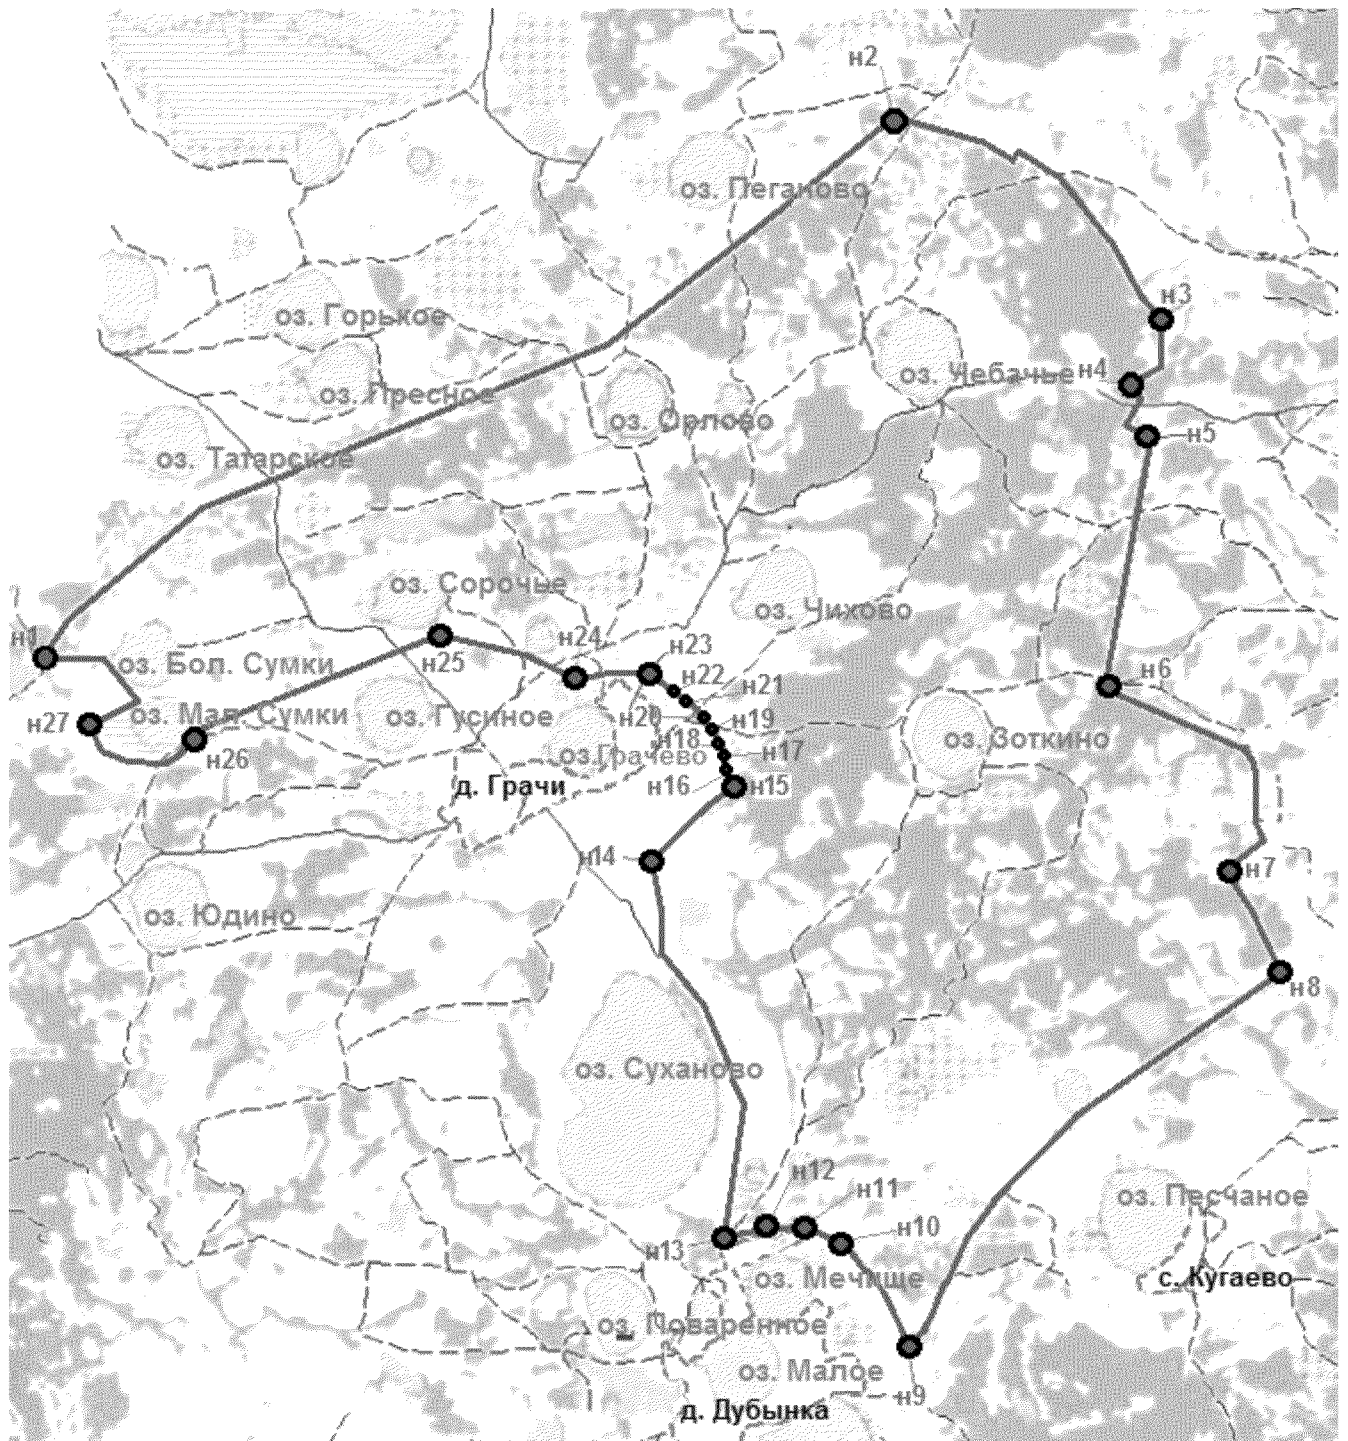 н2
оз. Пеганово
н3
оз. Горькое
оз. Чебачье
н4
оз. Пресное
оз. Орлово
н5
оз. Татарское
оз. Сорочье
оз. Чихово
н1
н24
н23
оз. Бол. Сумки
н25
н22
н6
н21
н27
оз. Мал. Сумки
оз. Гусиное
н20
н19
н18
оз. Зоткино
н26
оз.Грачево
н17
д. Грачи
н16
н15
н14
н7
оз. Юдино
н8
оз. Суханово
н12
н11
оз. Песчаное
н10
н13
оз. Мечище
с. Кугаево
оз. Поваренное
оз. Малое
н9
д. Дубынка